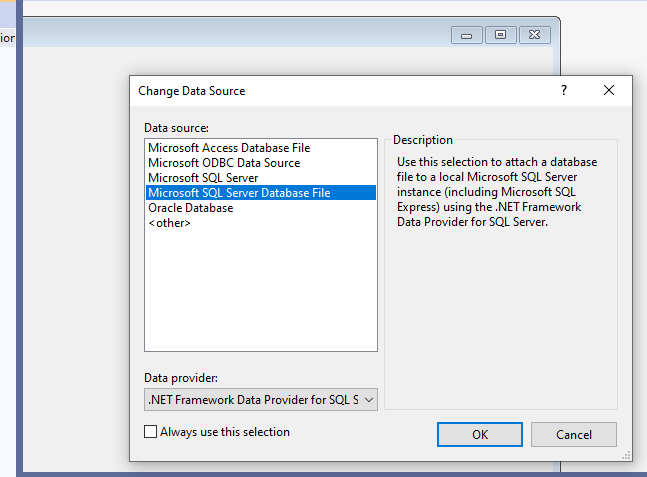 ion
Change Data Source
?
Data source:
Microsoft Access Database File
Microsoft ODBC Data Source
Microsoft SQL Server
Microsoft SQL Server Database File
Oracle Database
<other>
Description
Use this selection to attach a database
file to a local Microsoft SQL Server
instance (including Microsoft SQL
Express) using the .NET Framework
Data Provider for SQL Server.
Data provider:
.NET Framework Data Provider for SQL S
Always use this selection
OK
Cancel